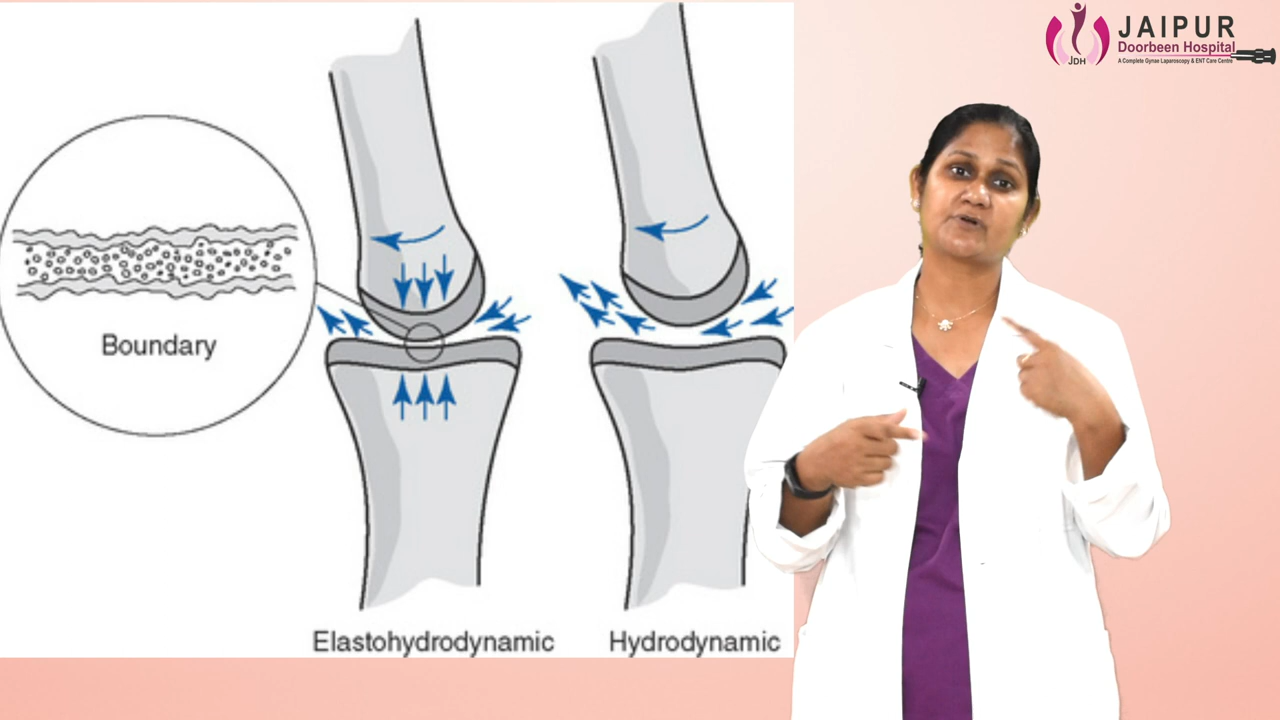 JAIPUR
Doorbeen Hospital
A Complete Gynae Laparoscopy & ENT Care Centre
JDH
Boundary
Elastohydrodynamic
Hydrodynamic